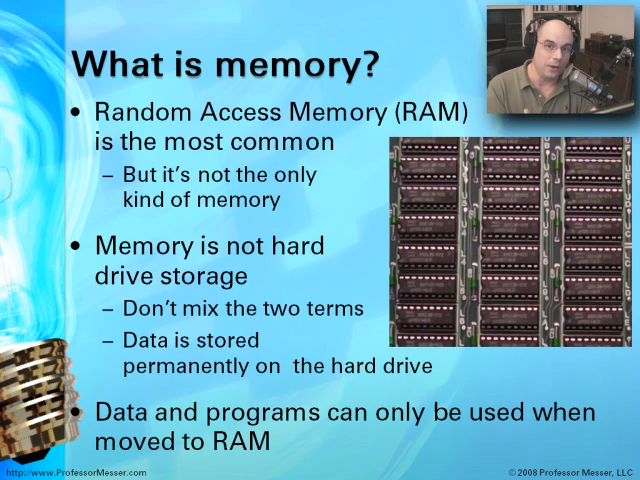 What is memory?
• Random Access Memory (RAM)
is the most common
– But it's not the only
kind of memory
• Memory is not hard
drive storage
– Don't mix the two terms
– Data is stored
permanently on the hard drive
• Data and programs can only be used when
moved to RAM
http://www.ProfessorMesser.com
© 2008 Professor Messer, LLC